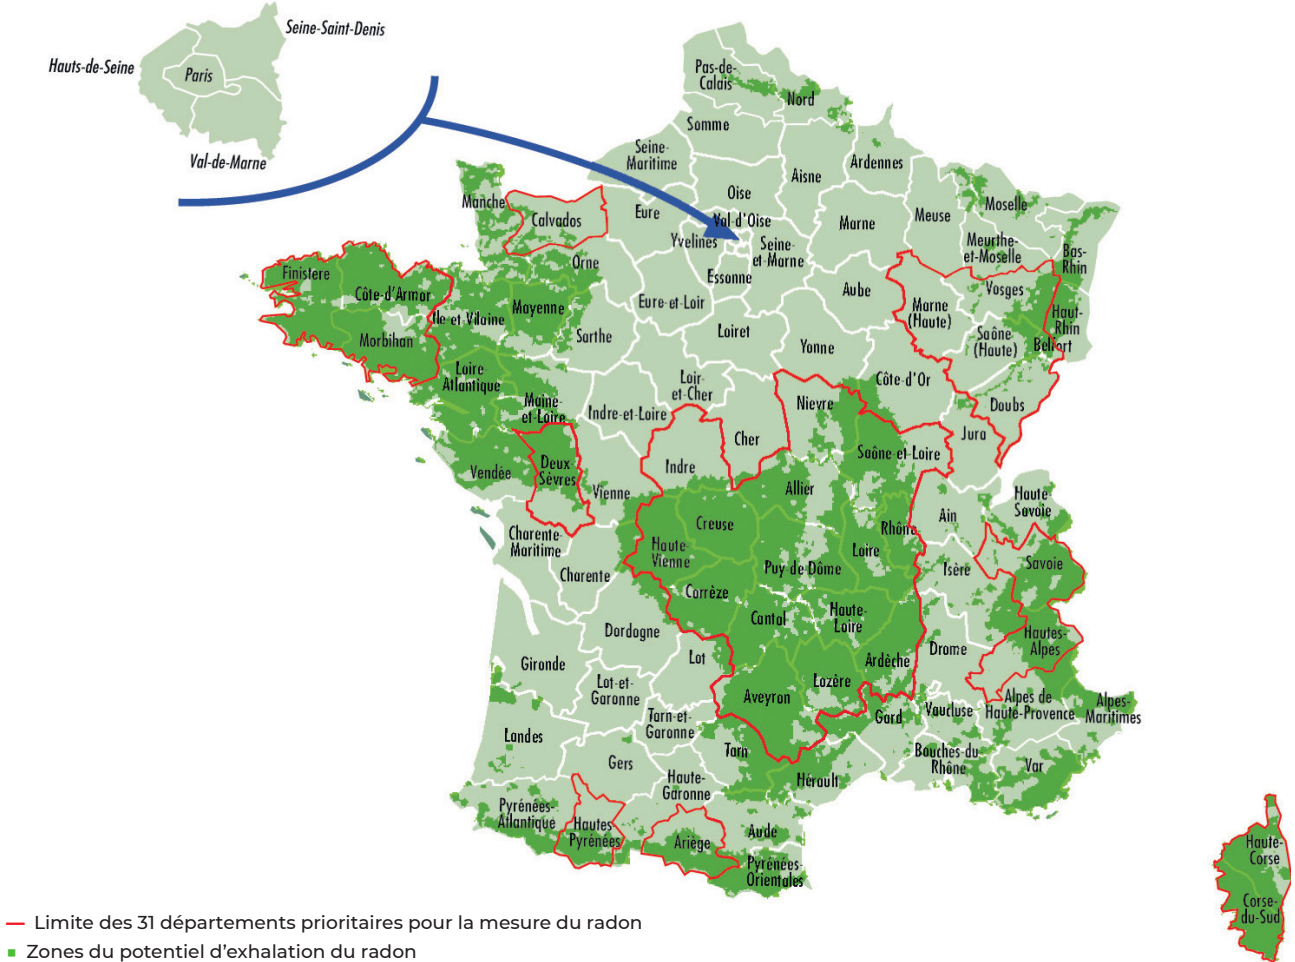 Seine-Saint-Denis
Hauts-de-Seine
Paris
Val-de-Marne
Pas-de-
Calais
Nord
Somme
Seine-
Maritime
Ardennes
Aisne
Oise
Manche
Calvados
Eure
Val d'Oise
Marne
Meuse
Moselle
Yvelines
Seine-
et-Marne
Meurthe-
et-Moselle
Bas-
Rhin
Finistere
Côte-d'Armor
Orne
Essonne
Aube
Vosges
Mayenne
Eure-et-Loir
Marne
(Haute)
Haut-
Rhin
Ile et Vilaine
Morbihan
Sarthe
Loiret
Yonne
Saône
(Haute)
Belfort
Loire
Atlantique
Loir-
et-Cher
Côte-d'Or
Maine-
et-Loire
Indre-et-Loire
Nievre
Doubs
Cher
Jura
Vendée
Deux
Sèvres
Indre
Saône-et-Loire
Vienne
Allier
Haute
Savoie
Charente-
Maritime
Creuse
Rhône
Ain
Haute
Vienne
Loire
Savoie
Charente
Puy de Dôme
Isère
Corrèze
Cantal
Haute-
Loire
Dordogne
Hautes-
Alpes
Gironde
Lot
Ardèche
Drome
Lot-et-
Garonne
Aveyron
Lozère
Alpes de
Haute-Provence
Alpes-
Maritimes
Tarn-et-
Garonne
Gard
Vaucluse
Landes
Tarn
Bouches-du
Rhône
Var
Gers
Haute-
Garonne
Hérault
Pyrénées-
Atlantique
Hautes
Pyrénées
Ariège
Aude
Pyrénées-
Orientales
Haute-
Corse
Corse-
du-Sud
Limite des 31 départements prioritaires pour la mesure du radon
Zones du potentiel d'exhalation du radon